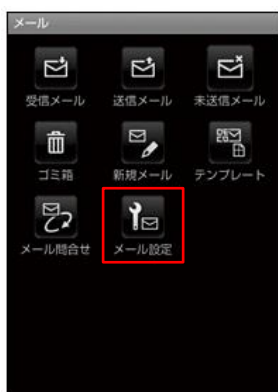 メール
受信メール 送信メール 未送信メール
ゴミ箱 新規メール テンプレート
メール問合せ メール設定